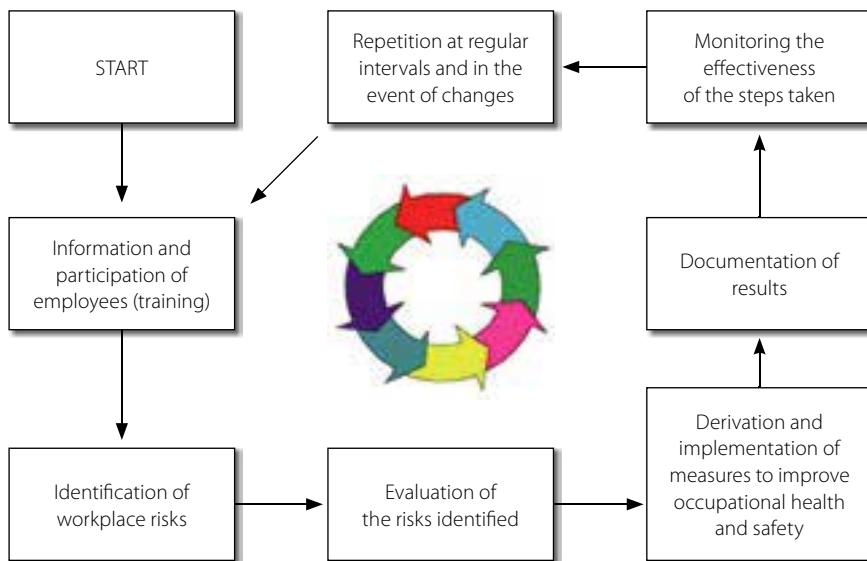 START
Repetition at regular
intervals and in the
event of changes
Monitoring the
effectiveness
of the steps taken
Information and
participation of
employees (training)
Documentation of
results
Identification of
workplace risks
Evaluation of
the risks identified
Derivation and
implementation of
measures to improve
occupational health
and safety